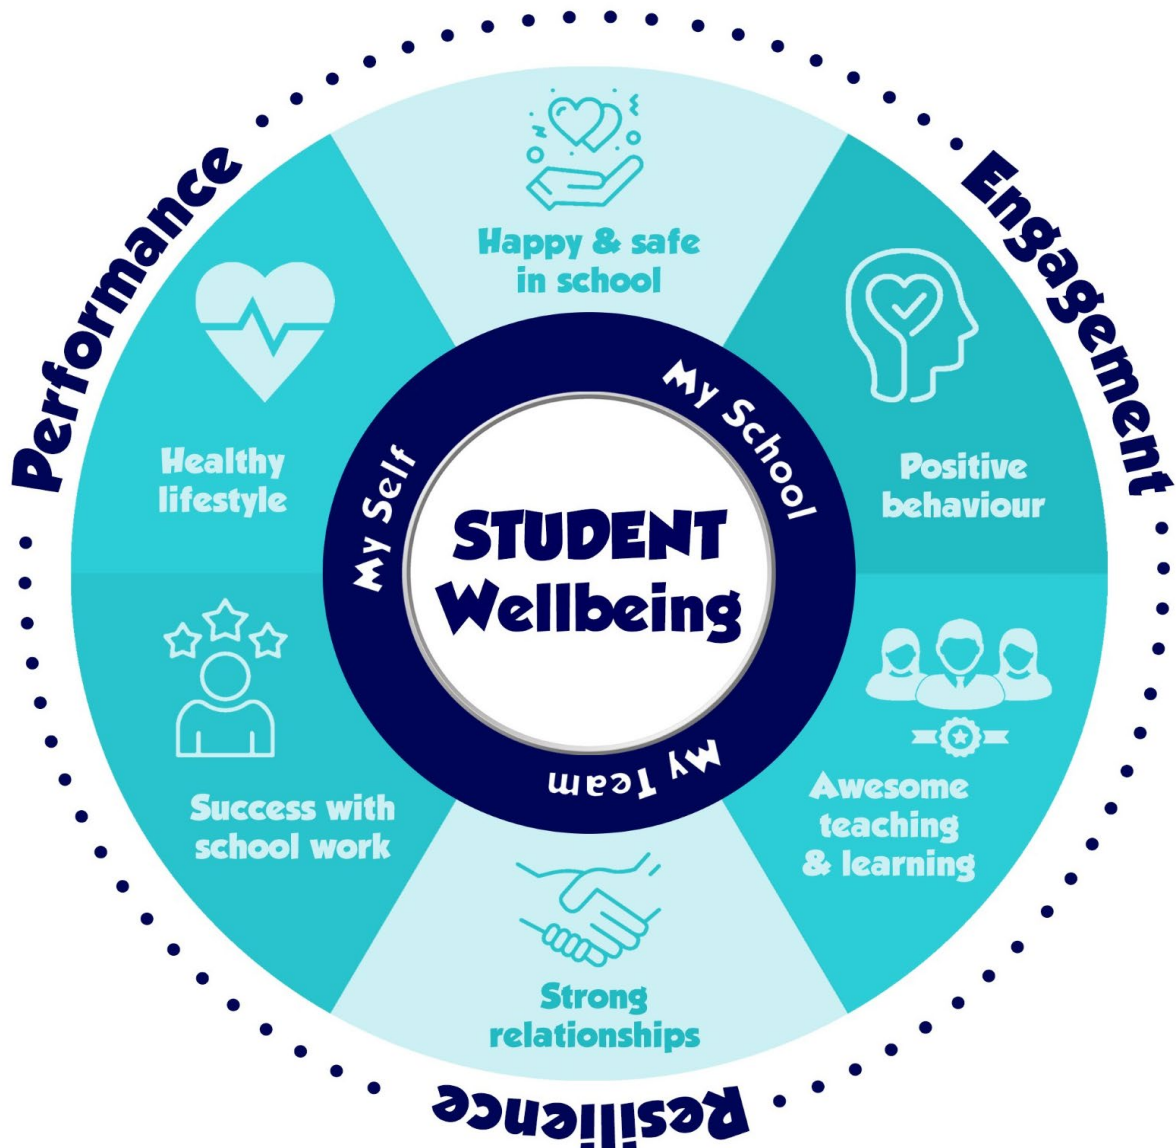 Performance
Engagement
Happy & safe
in school
Healthy
lifestyle
Positive
behaviour
My Self
My School
STUDENT
Wellbeing
My Team
Success with
school work
Awesome
teaching
& learning
Strong
relationships
Resilience